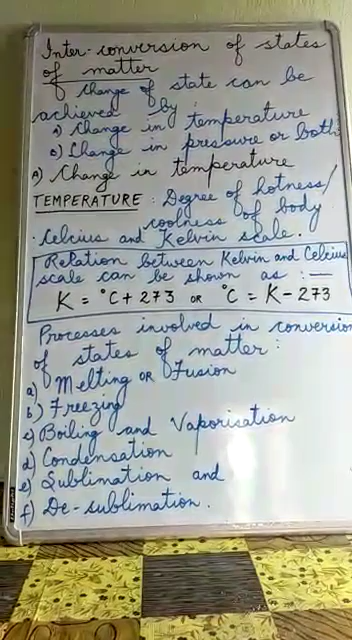 Inter-conversion of states
of matter
Change of state can be
achieved by:
a) Change in temperature
b) Change in pressure or both
A) Change in temperature
TEMPERATURE : Degree of hotness/
coolness of body
Celcius and Kelvin scale.
Relation between Kelvin and Celcius
scale can be shown as :—
K = °C + 273 OR °C = K - 273
Processes involved in conversion
of states of matter:
a) Melting OR Fusion
b) Freezing
c) Boiling and Vaporisation
d) Condensation
e) Sublimation and
f) De-sublimation.